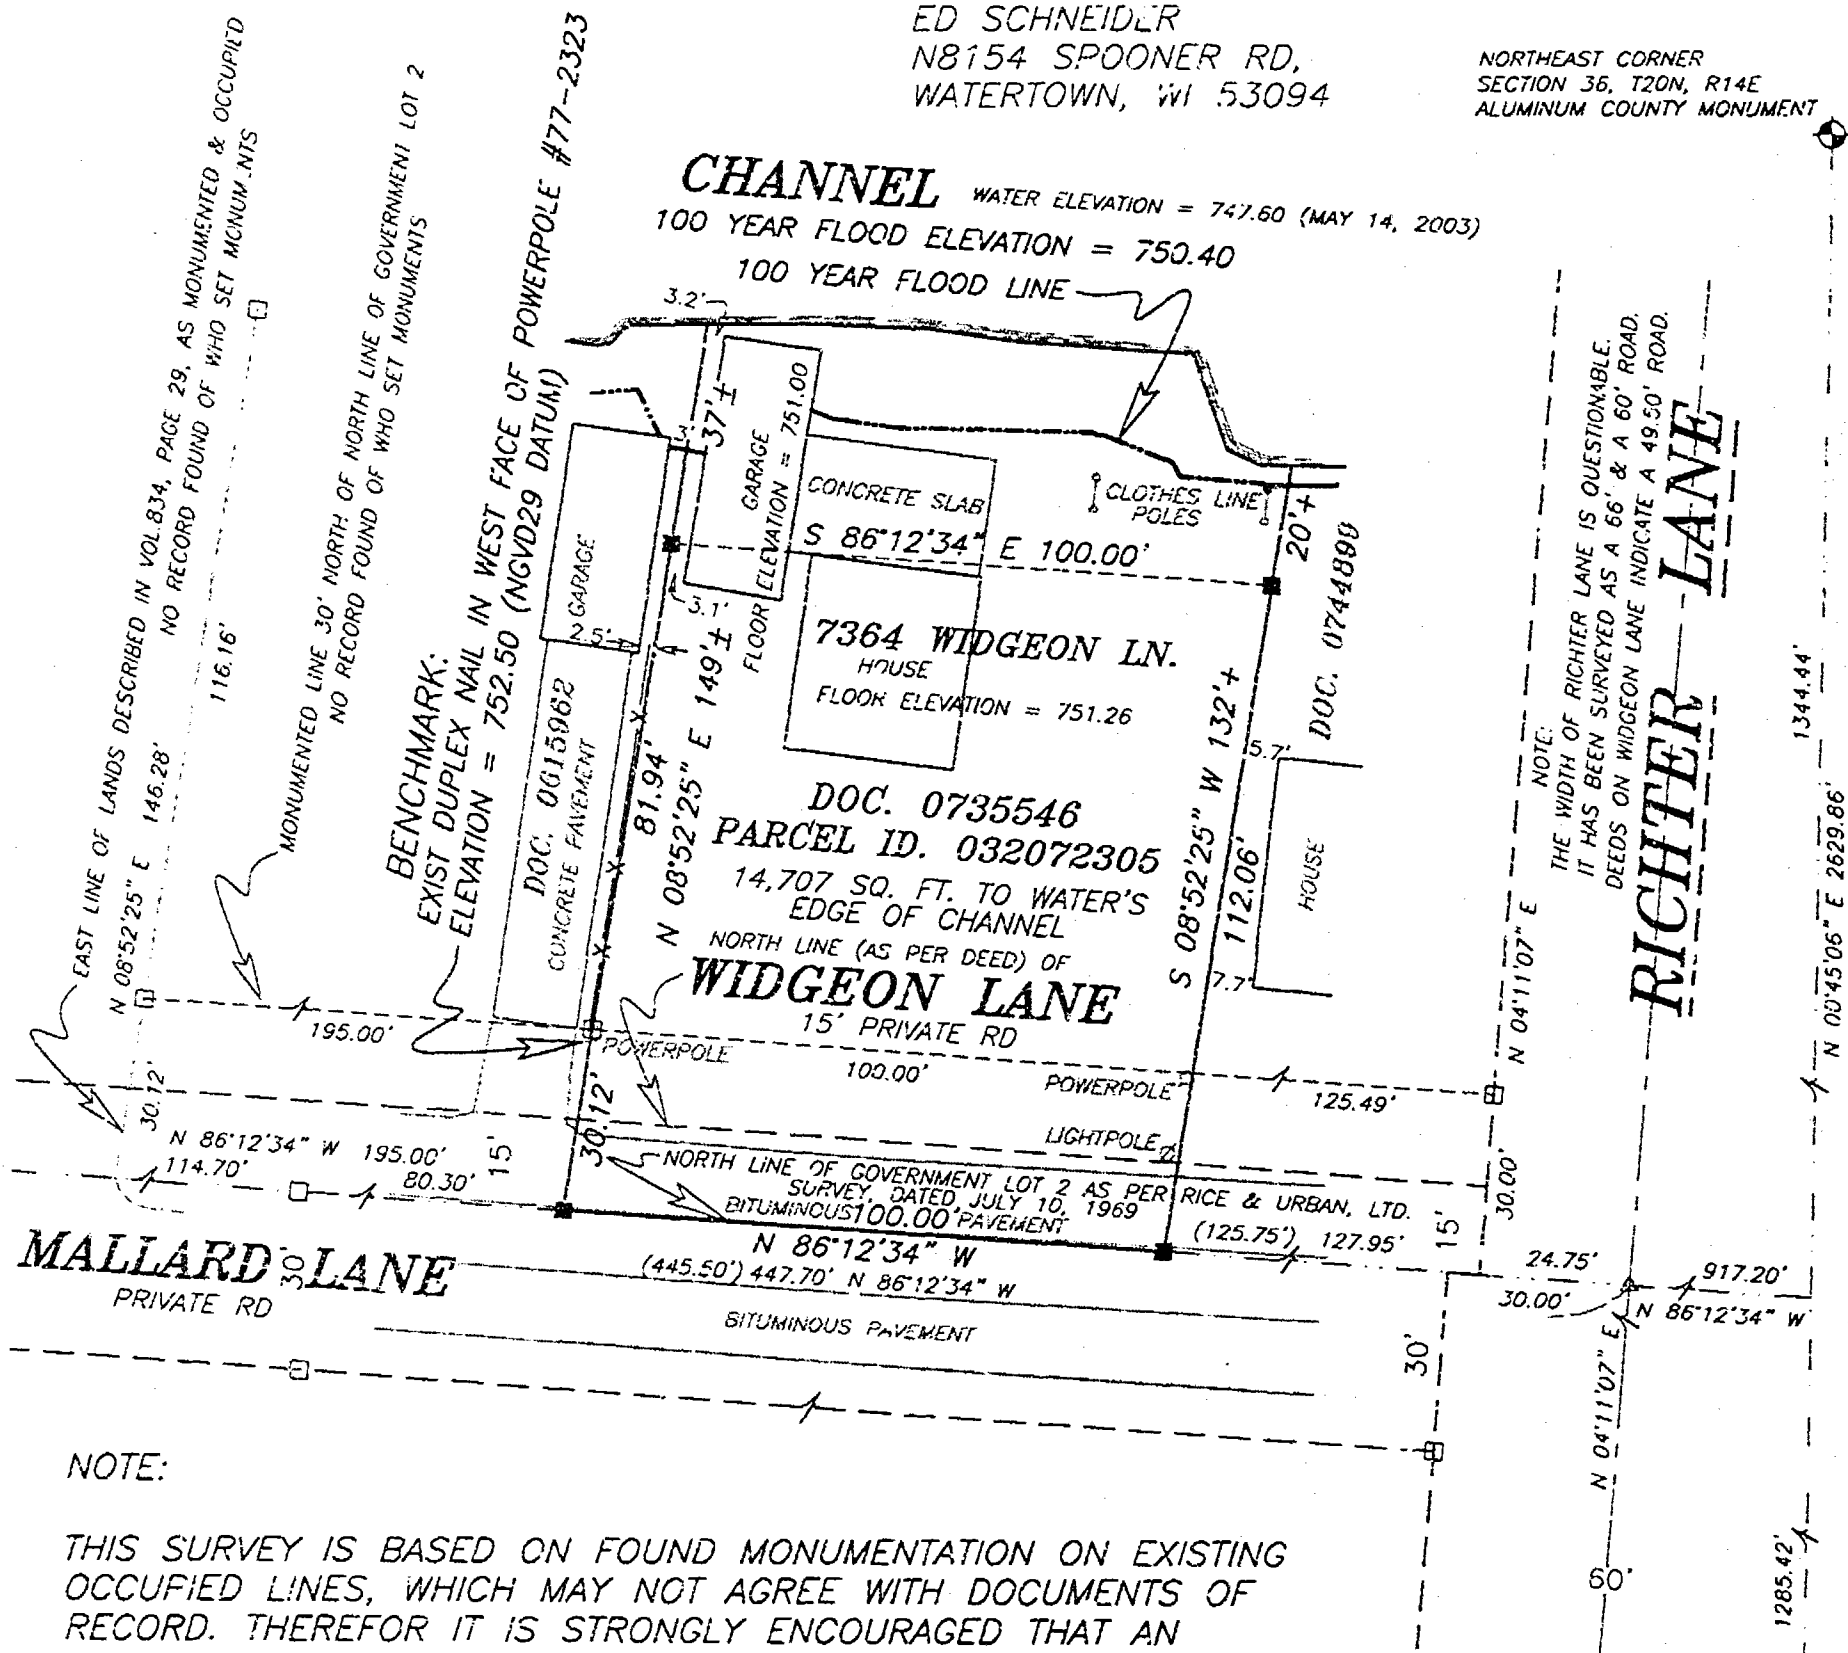 ED SCHNEIDER
N8154 SPOONER RD,
WATERTOWN, WI 53094
NORTHEAST CORNER
SECTION 36, T20N, R14E
ALUMINUM COUNTY MONUMENT
CHANNEL
WATER ELEVATION = 747.60 (MAY 14, 2003)
100 YEAR FLOOD ELEVATION = 750.40
100 YEAR FLOOD LINE
EAST LINE OF LANDS DESCRIBED IN VOL.834, PAGE 29, AS MONUMENTED & OCCUPIED
NO RECORD FOUND OF WHO SET MONUMENTS
116.16'
N 08°52'25" E 146.28'
MONUMENTED LINE 30' NORTH OF NORTH LINE OF GOVERNMENT LOT 2
NO RECORD FOUND OF WHO SET MONUMENTS
BENCHMARK:
EXIST DUPLEX NAIL IN WEST FACE OF POWERPOLE #77-2323
ELEVATION = 752.50 (NGVD29 DATUM)
3.2'
37'±
3'
GARAGE
FLOOR ELEVATION = 751.00
CONCRETE SLAB
CLOTHES LINE
POLES
S 86°12'34" E 100.00'
20'±
DOC. 0744899
GARAGE
2.5'
3.1'
7364 WIDGEON LN.
HOUSE
FLOOR ELEVATION = 751.26
DOC. 0615962
CONCRETE PAVEMENT
81.94'
N 08°52'25" E 149'±
S 08°52'25" W 132'±
112.06'
5.7'
HOUSE
7.7'
DOC. 0735546
PARCEL ID. 032072305
14,707 SQ. FT. TO WATER'S
EDGE OF CHANNEL
NORTH LINE (AS PER DEED) OF
WIDGEON LANE
15' PRIVATE RD
NOTE:
THE WIDTH OF RICHTER LANE IS QUESTIONABLE.
IT HAS BEEN SURVEYED AS A 66' & A 60' ROAD.
DEEDS ON WIDGEON LANE INDICATE A 49.50' ROAD.
RICHTER LANE
N 04°11'07" E
1344.44'
N 00°45'06" E 2629.86'
195.00'
POWERPOLE
100.00'
POWERPOLE
125.49'
30.12'
30.12'
LIGHTPOLE
N 86°12'34" W 195.00'
114.70'
80.30'
15'
NORTH LINE OF GOVERNMENT LOT 2 AS PER RICE & URBAN, LTD.
SURVEY, DATED JULY 10, 1969
BITUMINOUS 100.00' PAVEMENT
30.00'
15'
(125.75') 127.95'
N 86°12'34" W
(445.50') 447.70' N 86°12'34" W
MALLARD LANE
30'
PRIVATE RD
BITUMINOUS PAVEMENT
24.75'
30.00'
917.20'
N 86°12'34" W
30'
N 04°11'07" E
60'
1285.42'
NOTE:
THIS SURVEY IS BASED ON FOUND MONUMENTATION ON EXISTING
OCCUPIED LINES, WHICH MAY NOT AGREE WITH DOCUMENTS OF
RECORD. THEREFOR IT IS STRONGLY ENCOURAGED THAT AN